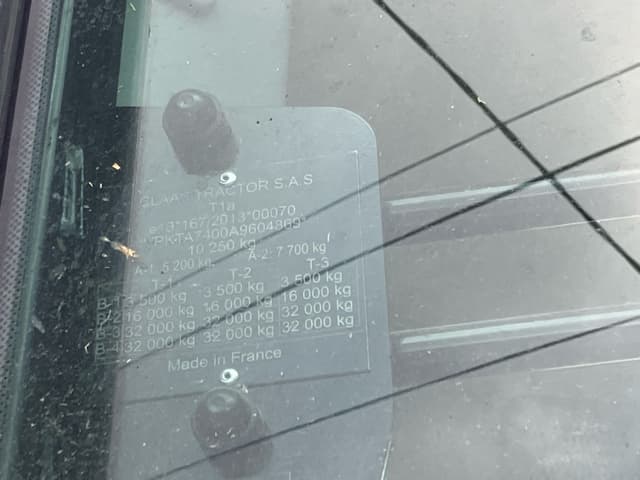 CLAAS TRACTOR S.A.S
T1a
e13*167/2013*00070
10 250 kg
A-1: 5 200 kg A-2: 7 700 kg
T-1 T-2 T-3
B-1 3 500 kg 3 500 kg 3 500 kg
B-2 16 000 kg 16 000 kg 16 000 kg
B-3 32 000 kg 32 000 kg 32 000 kg
B-4 32 000 kg 32 000 kg 32 000 kg
Made in France